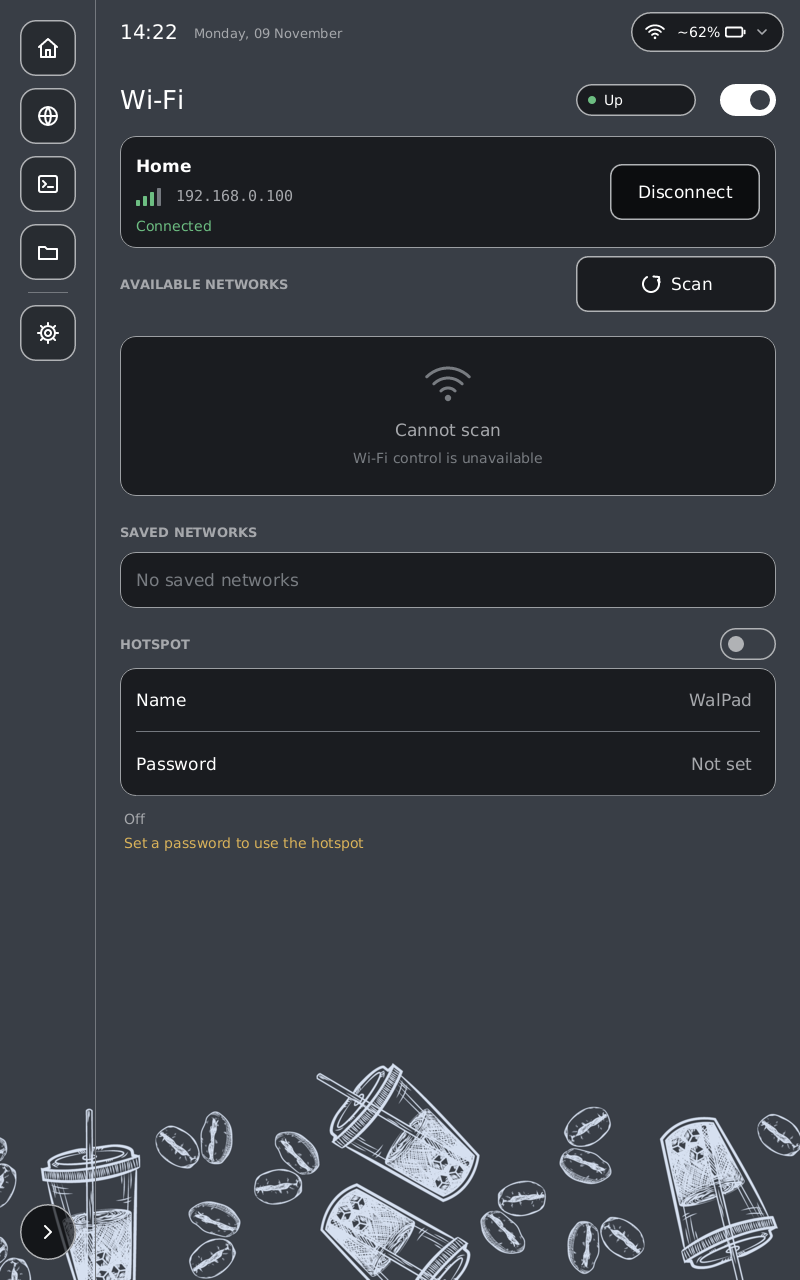 14:22 Monday, 09 November ~62%
Wi-Fi Up
Home
192.168.0.100
Connected
Disconnect
AVAILABLE NETWORKS Scan
Cannot scan
Wi-Fi control is unavailable
SAVED NETWORKS
No saved networks
HOTSPOT
Name WalPad
Password Not set
Off
Set a password to use the hotspot